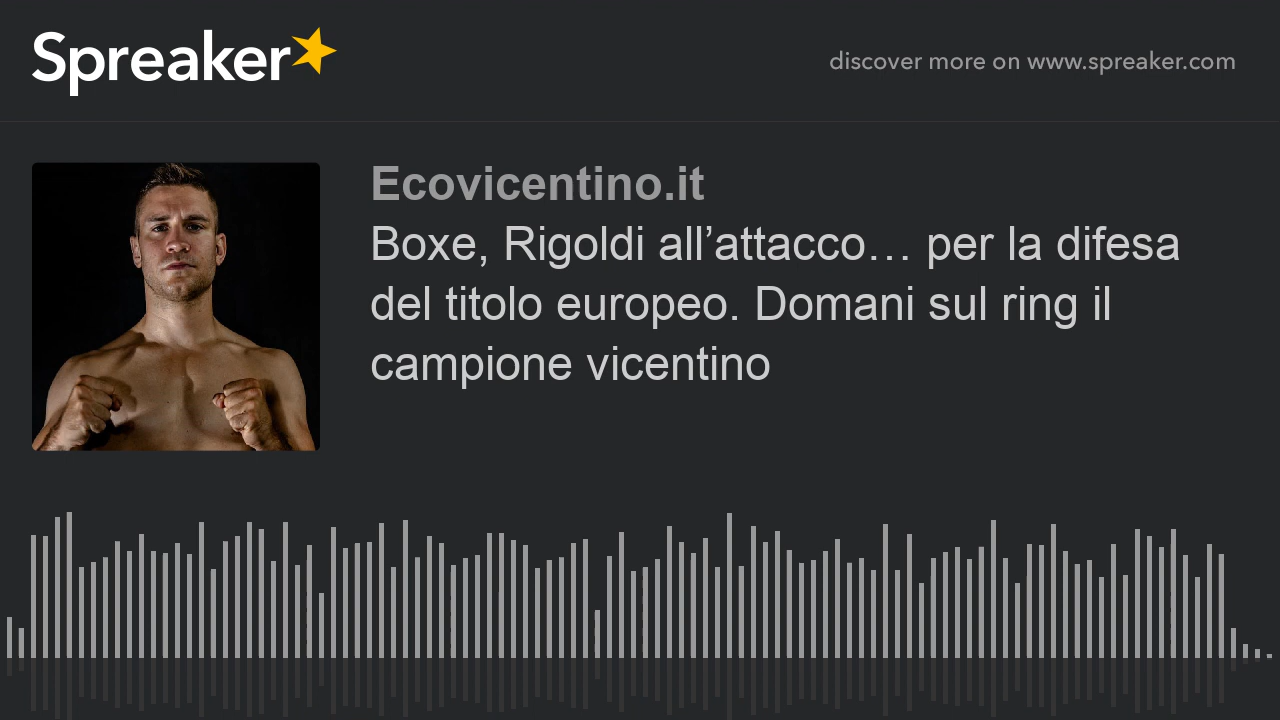 Spreaker
discover more on www.spreaker.com
Ecovicentino.it
Boxe, Rigoldi all’attacco… per la difesa
del titolo europeo. Domani sul ring il
campione vicentino